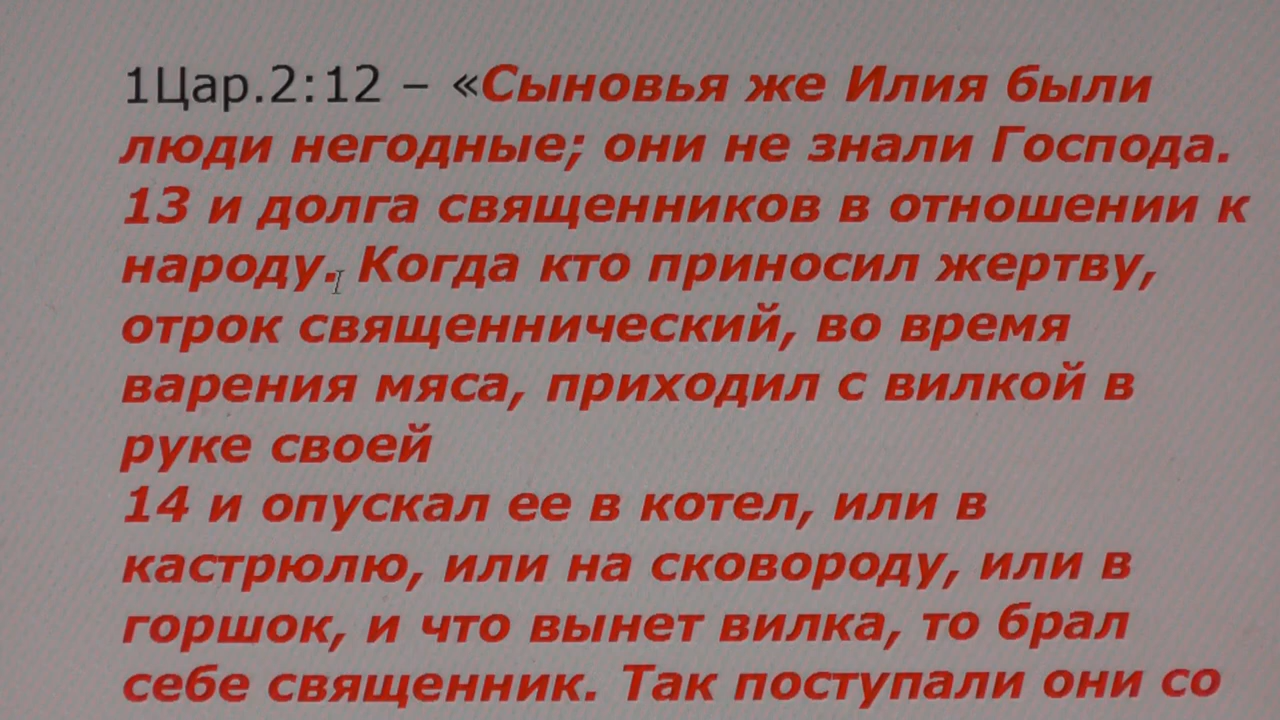 1Цар.2:12 – «Сыновья же Илия были
люди негодные; они не знали Господа.
13 и долга священников в отношении к
народу. Когда кто приносил жертву,
отрок священнический, во время
варения мяса, приходил с вилкой в
руке своей
14 и опускал ее в котел, или в
кастрюлю, или на сковороду, или в
горшок, и что вынет вилка, то брал
себе священник. Так поступали они со